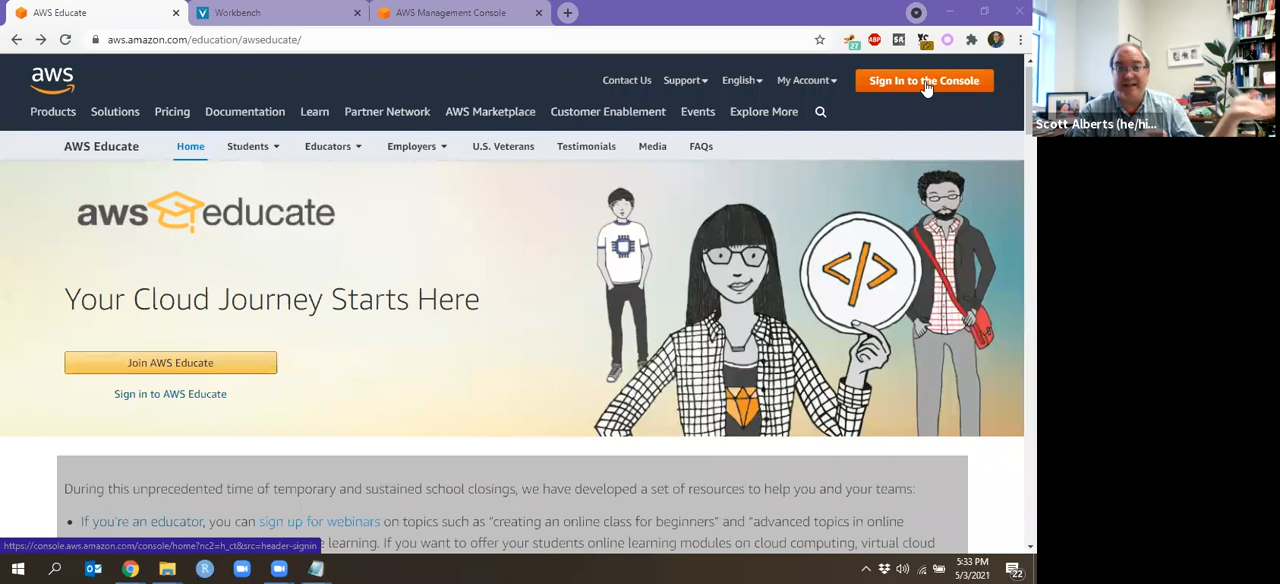 AWS Educate
Workbench
AWS Management Console
aws.amazon.com/education/awseducate/
27
ABP
aws
Contact Us
Support
English
My Account
Sign In to the Console
Products
Solutions
Pricing
Documentation
Learn
Partner Network
AWS Marketplace
Customer Enablement
Events
Explore More
AWS Educate
Home
Students
Educators
Employers
U.S. Veterans
Testimonials
Media
FAQs
aws educate
Your Cloud Journey Starts Here
</>
Join AWS Educate
Sign in to AWS Educate
During this unprecedented time of temporary and sustained school closings, we have developed a set of resources to help you and your teams:
• If you're an educator, you can sign up for webinars on topics such as "creating an online class for beginners" and "advanced topics in online
learning. If you want to offer your students online learning modules on cloud computing, virtual cloud
https://console.aws.amazon.com/console/home?nc2=h_ct&src=header-signin
Scott Alberts (he/hi...
5:33 PM
5/3/2021
22